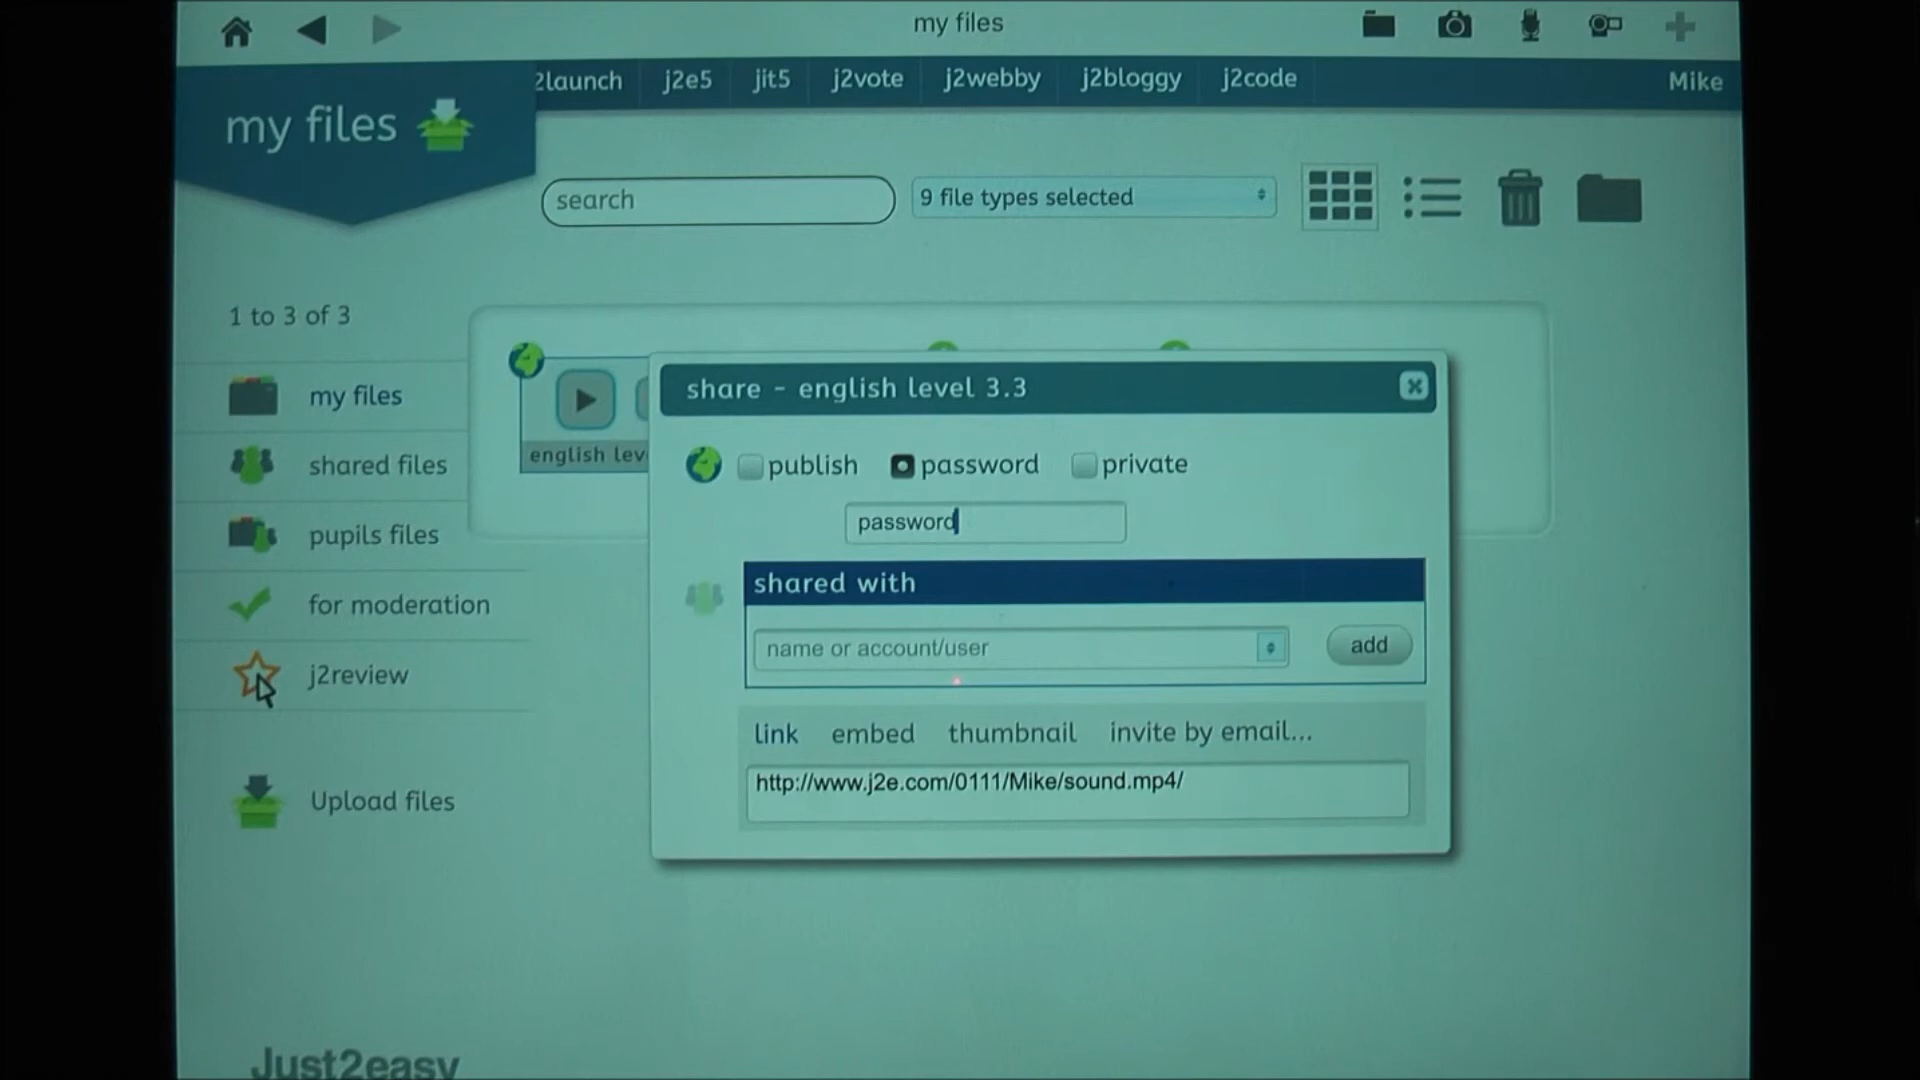 my files
2launch j2e5 jit5 j2vote j2webby j2bloggy j2code Mike
my files
search
9 file types selected
1 to 3 of 3
my files
shared files
pupils files
for moderation
j2review
Upload files
english lev
share - english level 3.3
publish password private
password
shared with
name or account/user
add
link embed thumbnail invite by email...
http://www.j2e.com/0111/Mike/sound.mp4/
Just2easy